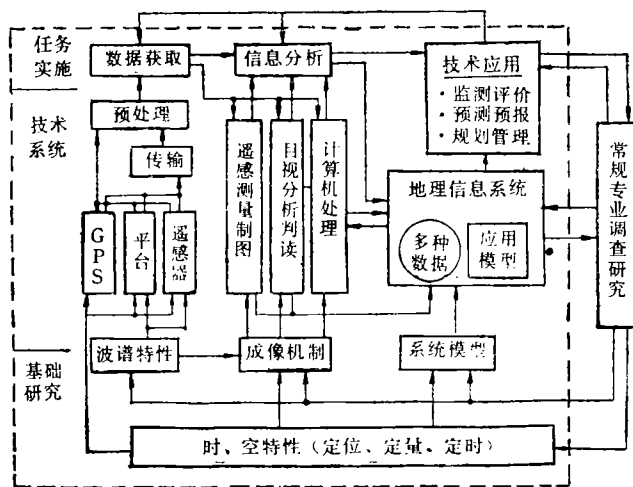 任务
实施
数据获取
信息分析
技术应用
·监测评价
·预测预报
·规划管理
技术
系统
预处理
传输
GPS
平台
遥感器
遥感测量制图
目视分析判读
计算机处理
地理信息系统
多种
数据
应用
模型
常规专业调查研究
基础
研究
波谱特性
成像机制
系统模型
时、空特性(定位、定量、定时)